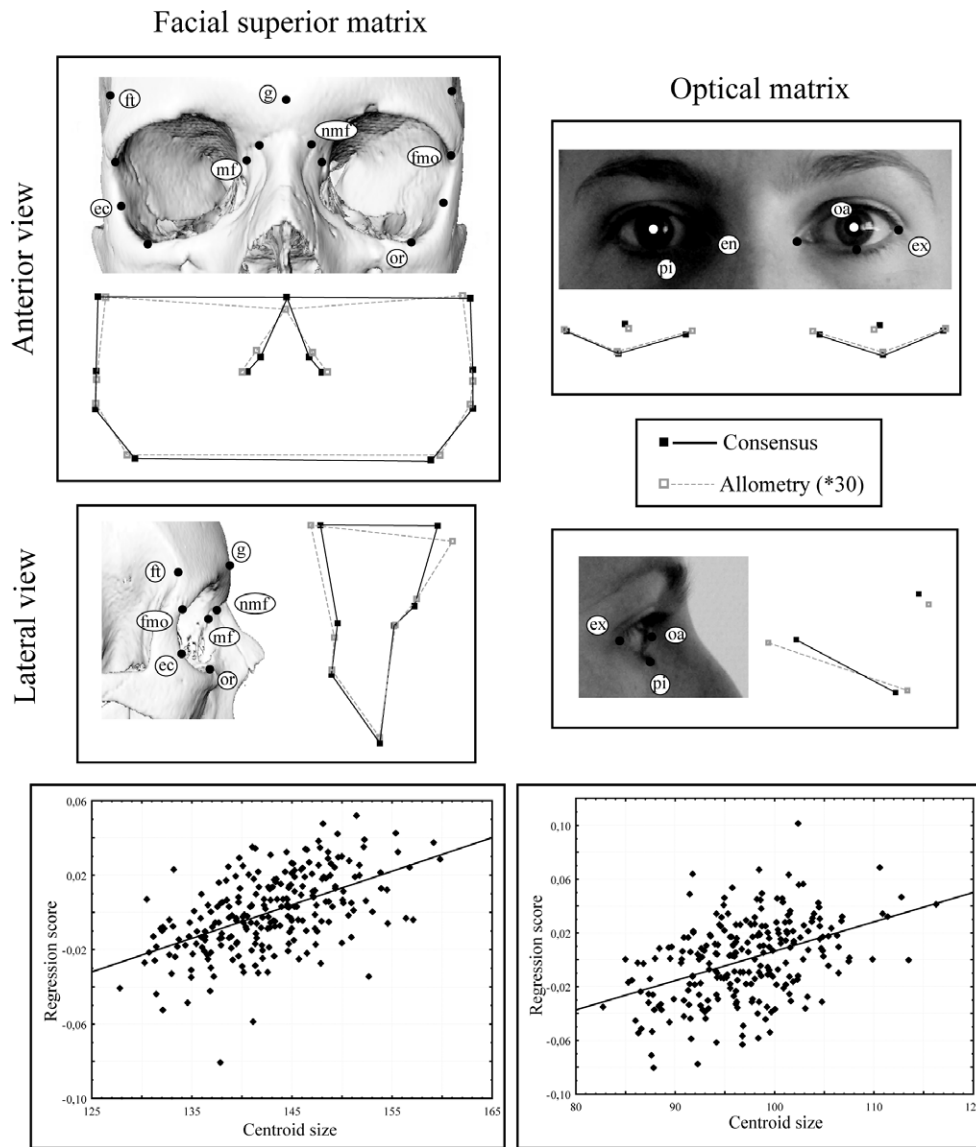 Facial superior matrix
Optical matrix
Anterior view
ft
g
nmf
mf
fmo
ec
or
oa
en
ex
pi
Consensus
Allometry (*30)
Lateral view
g
ft
fmo
nmf
mf
ec
or
ex
oa
pi
0,06
0,02
-0,02
-0,06
-0,10
Regression score
125 135 145 155 165
Centroid size
0,10
0,06
0,02
-0,02
-0,06
-0,10
Regression score
80 90 100 110 12
Centroid size